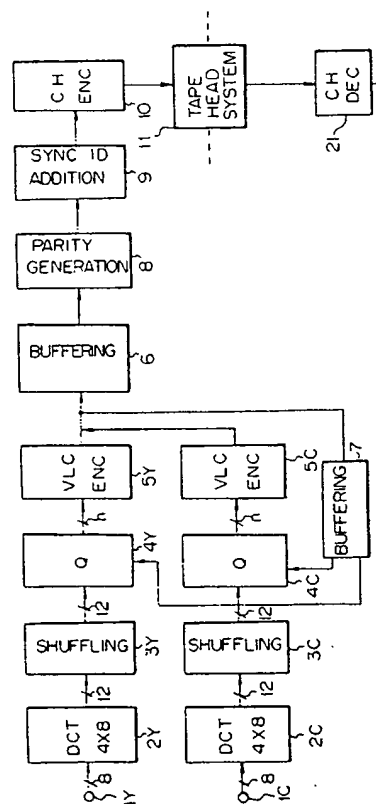 1Y
8
DCT
4X8
2Y
12
SHUFFLING
3Y
12
Q
4Y
n
VLC
ENC
5Y
BUFFERING
6
PARITY
GENERATION
8
SYNC ID
ADDITION
9
CH
ENC
10
TAPE
HEAD
SYSTEM
11
CH
DEC
21
1C
8
DCT
4X8
2C
12
SHUFFLING
3C
12
Q
4C
n
VLC
ENC
5C
BUFFERING
7